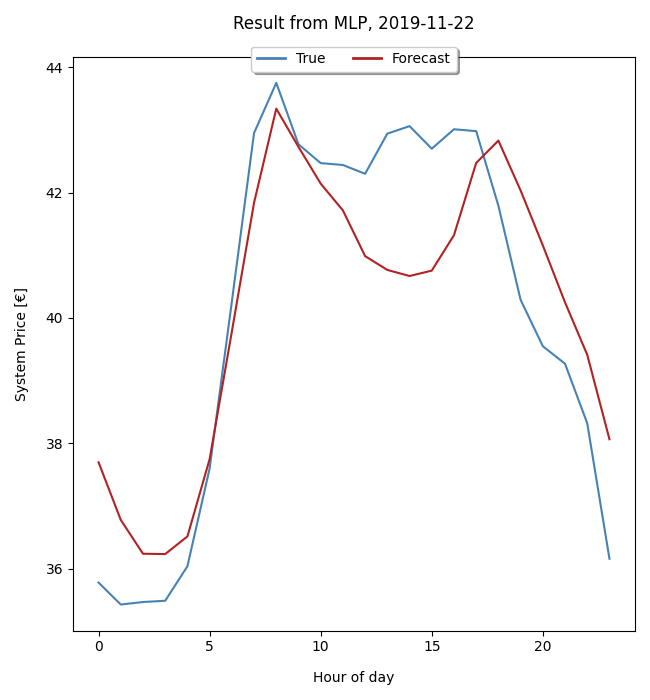 Result from MLP, 2019-11-22
True Forecast
44
42
40
38
36
System Price [€]
0 5 10 15 20
Hour of day